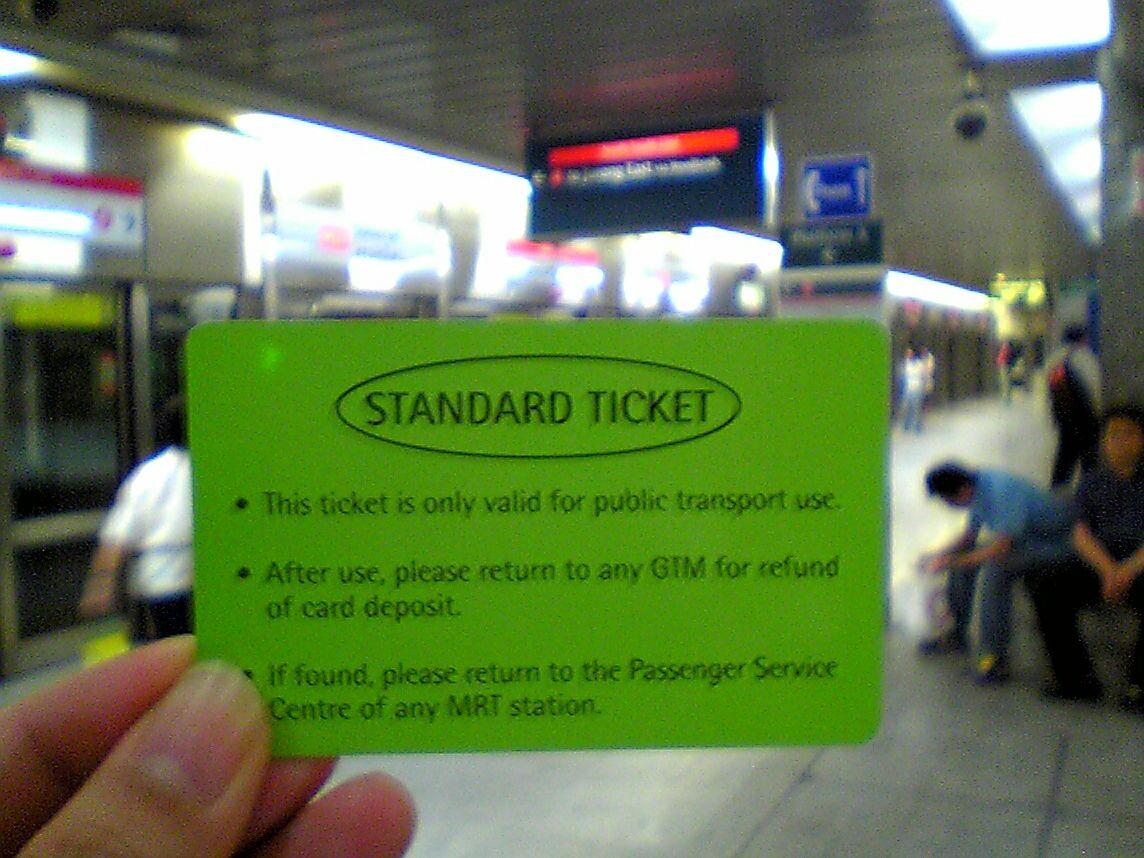 STANDARD TICKET
• This ticket is only valid for public transport use.
• After use, please return to any GTM for refund
of card deposit.
• If found, please return to the Passenger Service
Centre of any MRT station.